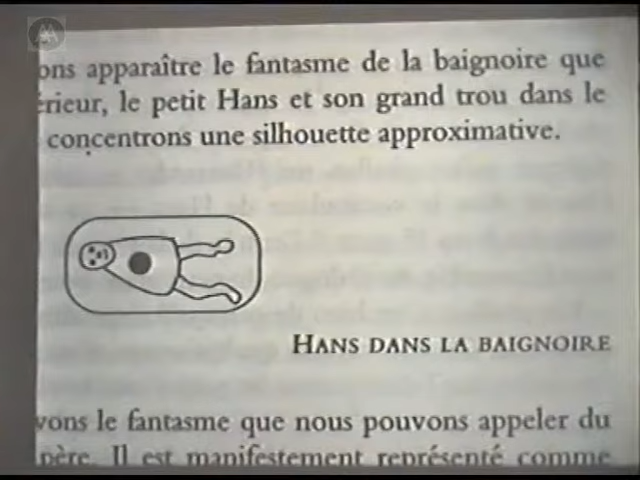 ons apparaître le fantasme de la baignoire que
érieur, le petit Hans et son grand trou dans le
concentrons une silhouette approximative.
HANS DANS LA BAIGNOIRE
vons le fantasme que nous pouvons appeler du
père. Il est manifestement représenté comme